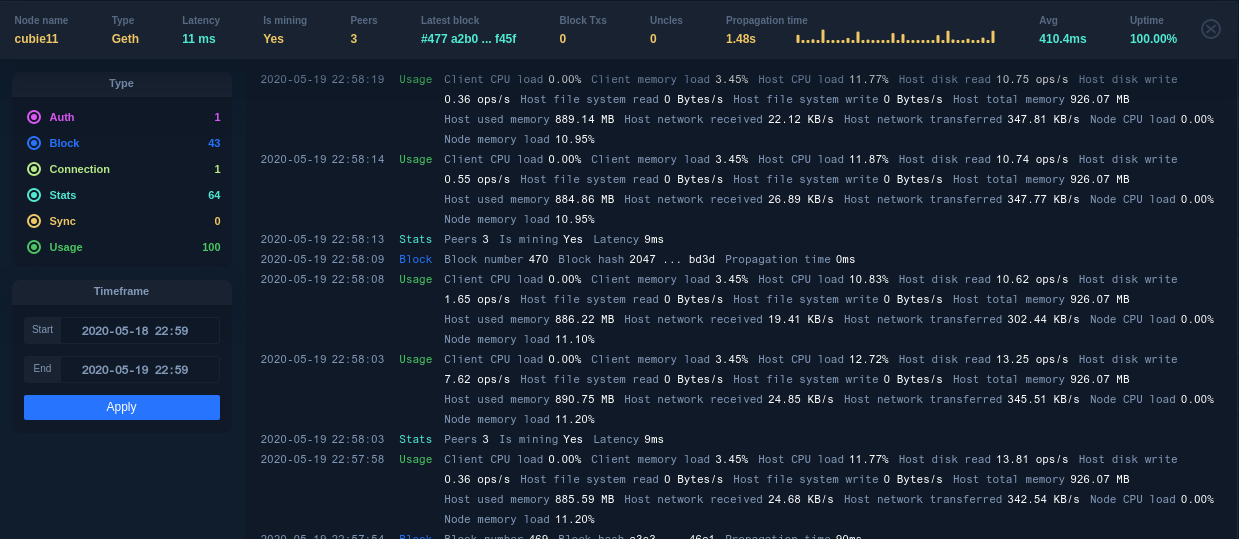 Node name Type Latency Is mining Peers Latest block Block Txs Uncles Propagation time Avg Uptime
cubie11 Geth 11 ms Yes 3 #477 a2b0 ... f45f 0 0 1.48s 410.4ms 100.00%
Type
Auth 1
Block 43
Connection 1
Stats 64
Sync 0
Usage 100
Timeframe
Start 2020-05-18 22:59
End 2020-05-19 22:59
Apply
2020-05-19 22:58:19 Usage Client CPU load 0.00% Client memory load 3.45% Host CPU load 11.77% Host disk read 10.75 ops/s Host disk write
0.36 ops/s Host file system read 0 Bytes/s Host file system write 0 Bytes/s Host total memory 926.07 MB
Host used memory 889.14 MB Host network received 22.12 KB/s Host network transferred 347.81 KB/s Node CPU load 0.00%
Node memory load 10.95%
2020-05-19 22:58:14 Usage Client CPU load 0.00% Client memory load 3.45% Host CPU load 11.87% Host disk read 10.74 ops/s Host disk write
0.55 ops/s Host file system read 0 Bytes/s Host file system write 0 Bytes/s Host total memory 926.07 MB
Host used memory 884.86 MB Host network received 26.89 KB/s Host network transferred 347.77 KB/s Node CPU load 0.00%
Node memory load 10.95%
2020-05-19 22:58:13 Stats Peers 3 Is mining Yes Latency 9ms
2020-05-19 22:58:09 Block Block number 470 Block hash 2047 ... bd3d Propagation time 0ms
2020-05-19 22:58:08 Usage Client CPU load 0.00% Client memory load 3.45% Host CPU load 10.83% Host disk read 10.62 ops/s Host disk write
1.65 ops/s Host file system read 0 Bytes/s Host file system write 0 Bytes/s Host total memory 926.07 MB
Host used memory 886.22 MB Host network received 19.41 KB/s Host network transferred 302.44 KB/s Node CPU load 0.00%
Node memory load 11.10%
2020-05-19 22:58:03 Usage Client CPU load 0.00% Client memory load 3.45% Host CPU load 12.72% Host disk read 13.25 ops/s Host disk write
7.62 ops/s Host file system read 0 Bytes/s Host file system write 0 Bytes/s Host total memory 926.07 MB
Host used memory 890.75 MB Host network received 24.85 KB/s Host network transferred 345.51 KB/s Node CPU load 0.00%
Node memory load 11.20%
2020-05-19 22:58:03 Stats Peers 3 Is mining Yes Latency 9ms
2020-05-19 22:57:58 Usage Client CPU load 0.00% Client memory load 3.45% Host CPU load 11.77% Host disk read 13.81 ops/s Host disk write
0.36 ops/s Host file system read 0 Bytes/s Host file system write 0 Bytes/s Host total memory 926.07 MB
Host used memory 885.59 MB Host network received 24.68 KB/s Host network transferred 342.54 KB/s Node CPU load 0.00%
Node memory load 11.20%
2020-05-19 22:57:54 Block Block number 469 Block hash ... Propagation time 90ms